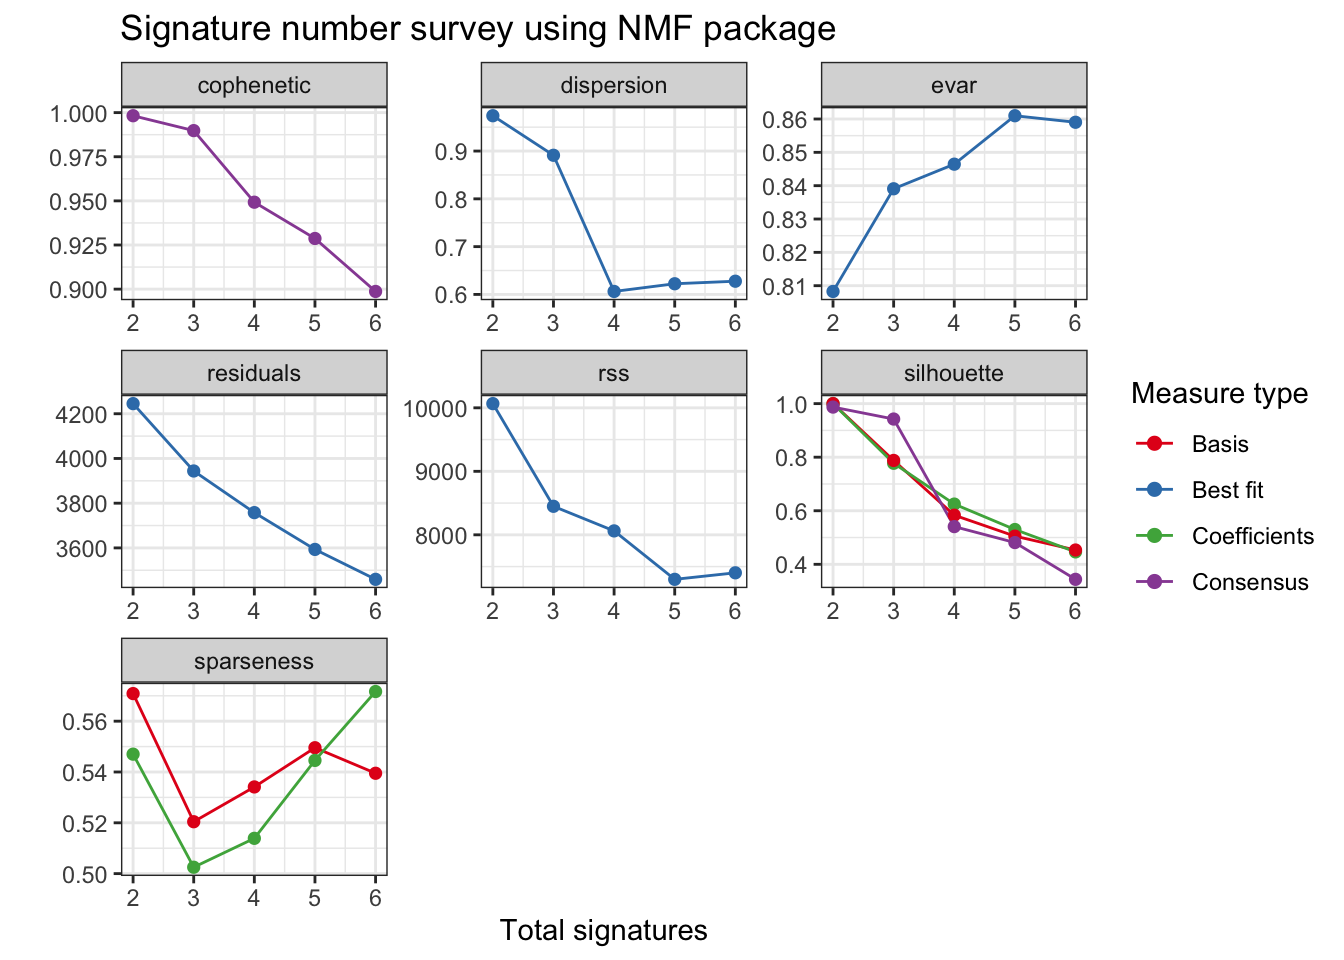 Signature number survey using NMF package
cophenetic
1.000
0.975
0.950
0.925
0.900
2 3 4 5 6
dispersion
0.9
0.8
0.7
0.6
2 3 4 5 6
evar
0.86
0.85
0.84
0.83
0.82
0.81
2 3 4 5 6
residuals
4200
4000
3800
3600
2 3 4 5 6
rss
10000
9000
8000
2 3 4 5 6
silhouette
1.0
0.8
0.6
0.4
2 3 4 5 6
sparseness
0.56
0.54
0.52
0.50
2 3 4 5 6
Total signatures
Measure type
Basis
Best fit
Coefficients
Consensus